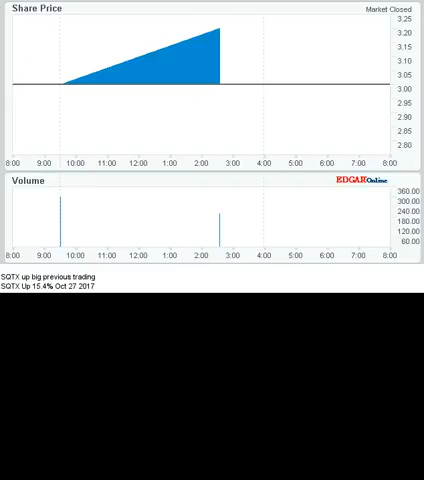 Share Price
Market Closed
3.25
3.20
3.15
3.10
3.05
3.00
2.95
2.90
2.85
2.80
8:00 9:00 10:00 11:00 12:00 1:00 2:00 3:00 4:00 5:00 6:00 7:00 8:00
Volume
EDGAROnline
360.00
300.00
240.00
180.00
120.00
60.00
8:00 9:00 10:00 11:00 12:00 1:00 2:00 3:00 4:00 5:00 6:00 7:00 8:00
SQTX up big previous trading
SQTX Up 15.4% Oct 27 2017